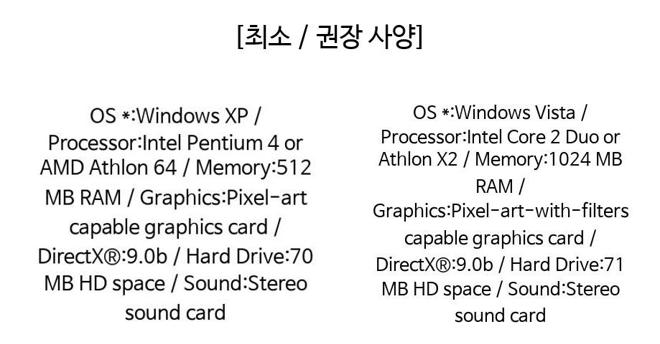 [최소 / 권장 사양]
OS *:Windows XP /
Processor:Intel Pentium 4 or
AMD Athlon 64 / Memory:512
MB RAM / Graphics:Pixel-art
capable graphics card /
DirectX®:9.0b / Hard Drive:70
MB HD space / Sound:Stereo
sound card
OS *:Windows Vista /
Processor:Intel Core 2 Duo or
Athlon X2 / Memory:1024 MB
RAM /
Graphics:Pixel-art-with-filters
capable graphics card /
DirectX®:9.0b / Hard Drive:71
MB HD space / Sound:Stereo
sound card